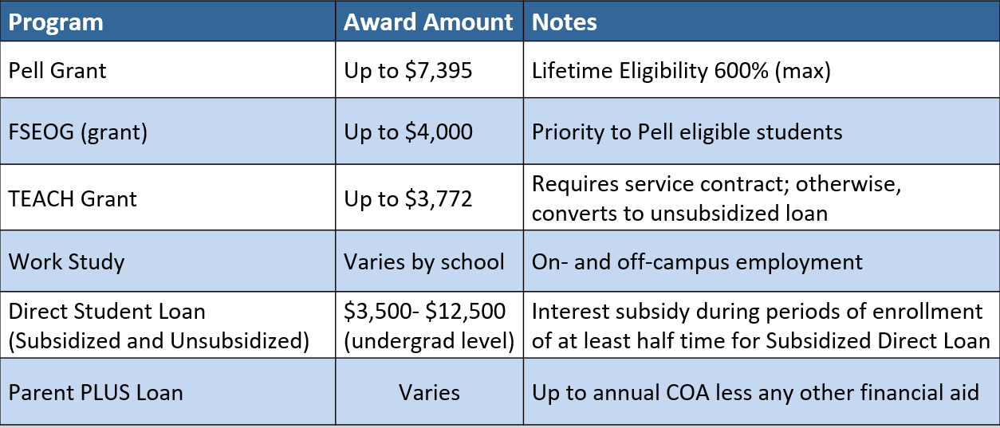 Program Award Amount Notes
Pell Grant Up to $7,395 Lifetime Eligibility 600% (max)
FSEOG (grant) Up to $4,000 Priority to Pell eligible students
TEACH Grant Up to $3,772 Requires service contract; otherwise,
converts to unsubsidized loan
Work Study Varies by school On- and off-campus employment
Direct Student Loan $3,500- $12,500 Interest subsidy during periods of enrollment
(Subsidized and Unsubsidized) (undergrad level) of at least half time for Subsidized Direct Loan
Parent PLUS Loan Varies Up to annual COA less any other financial aid